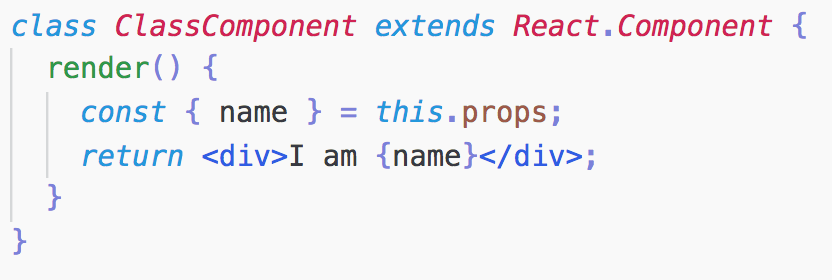 class ClassComponent extends React.Component {
  render() {
    const { name } = this.props;
    return <div>I am {name}</div>;
  }
}